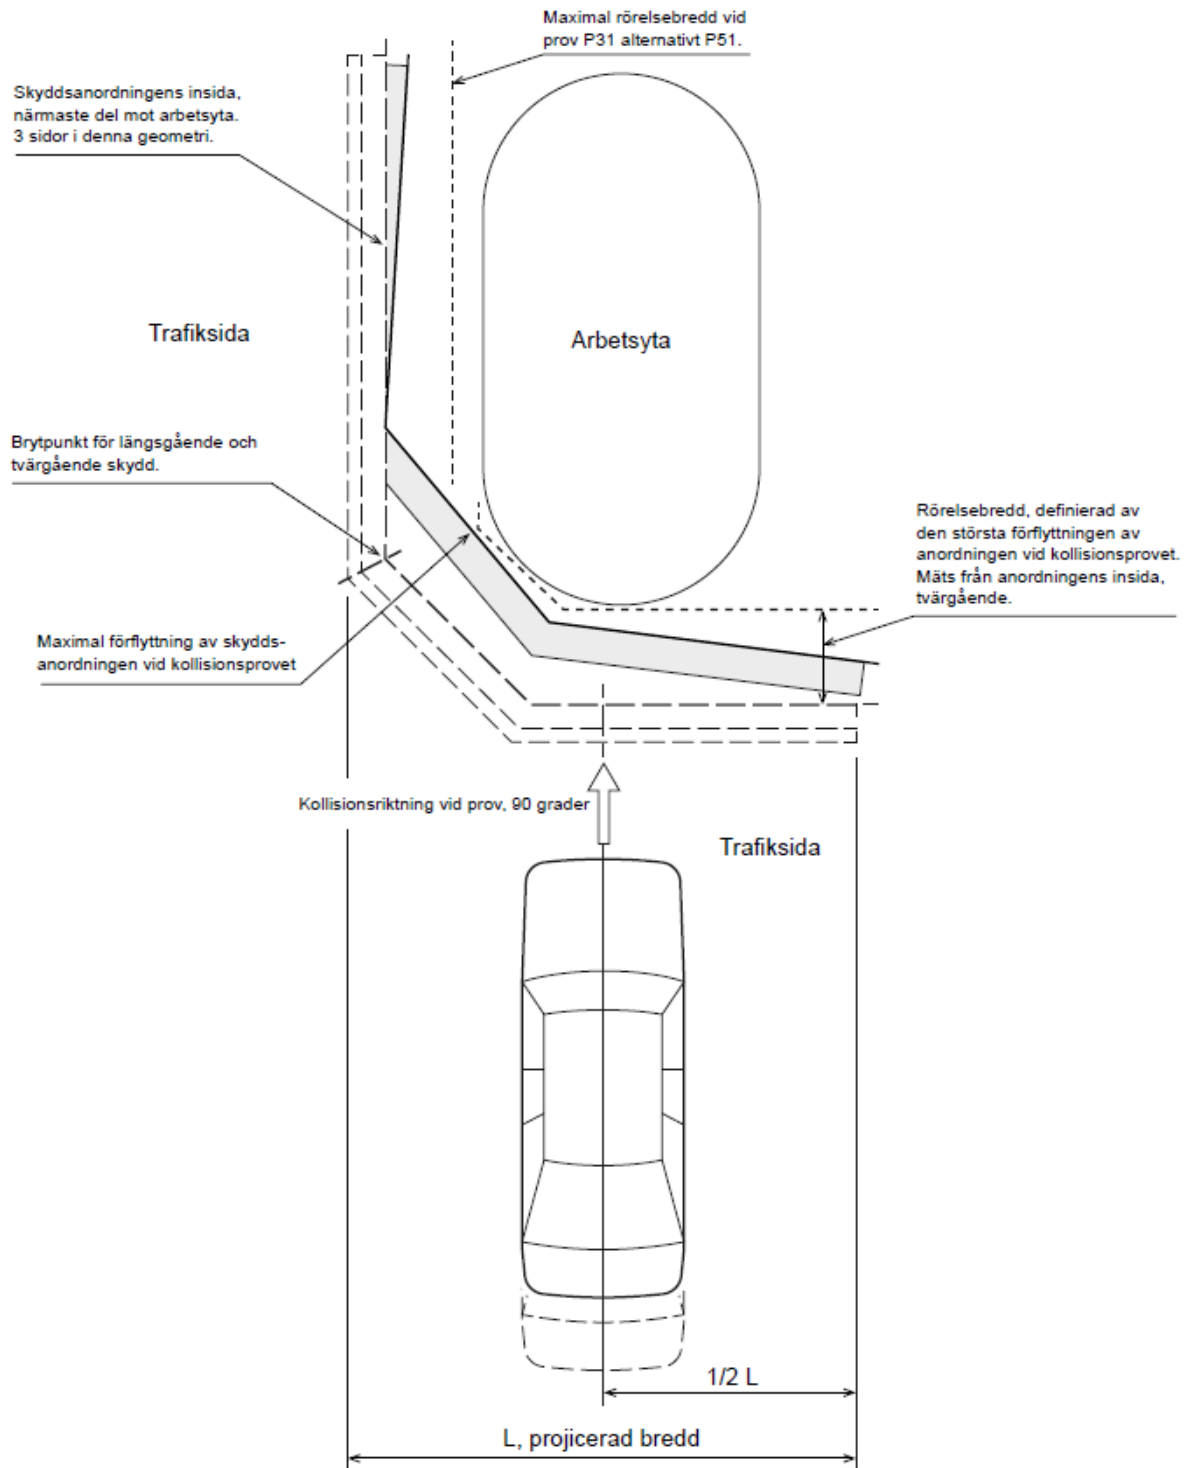 Maximal rörelsebredd vid
prov P31 alternativt P51.
Skyddsanordningens insida,
närmaste del mot arbetsyta.
3 sidor i denna geometri.
Trafiksida
Arbetsyta
Brytpunkt för längsgående och
tvärgående skydd.
Rörelsebredd, definierad av
den största förflyttningen av
anordningen vid kollisionsprovet.
Mäts från anordningens insida,
tvärgående.
Maximal förflyttning av skydds-
anordningen vid kollisionsprovet
Kollisionsriktning vid prov, 90 grader
Trafiksida
1/2 L
L, projicerad bredd